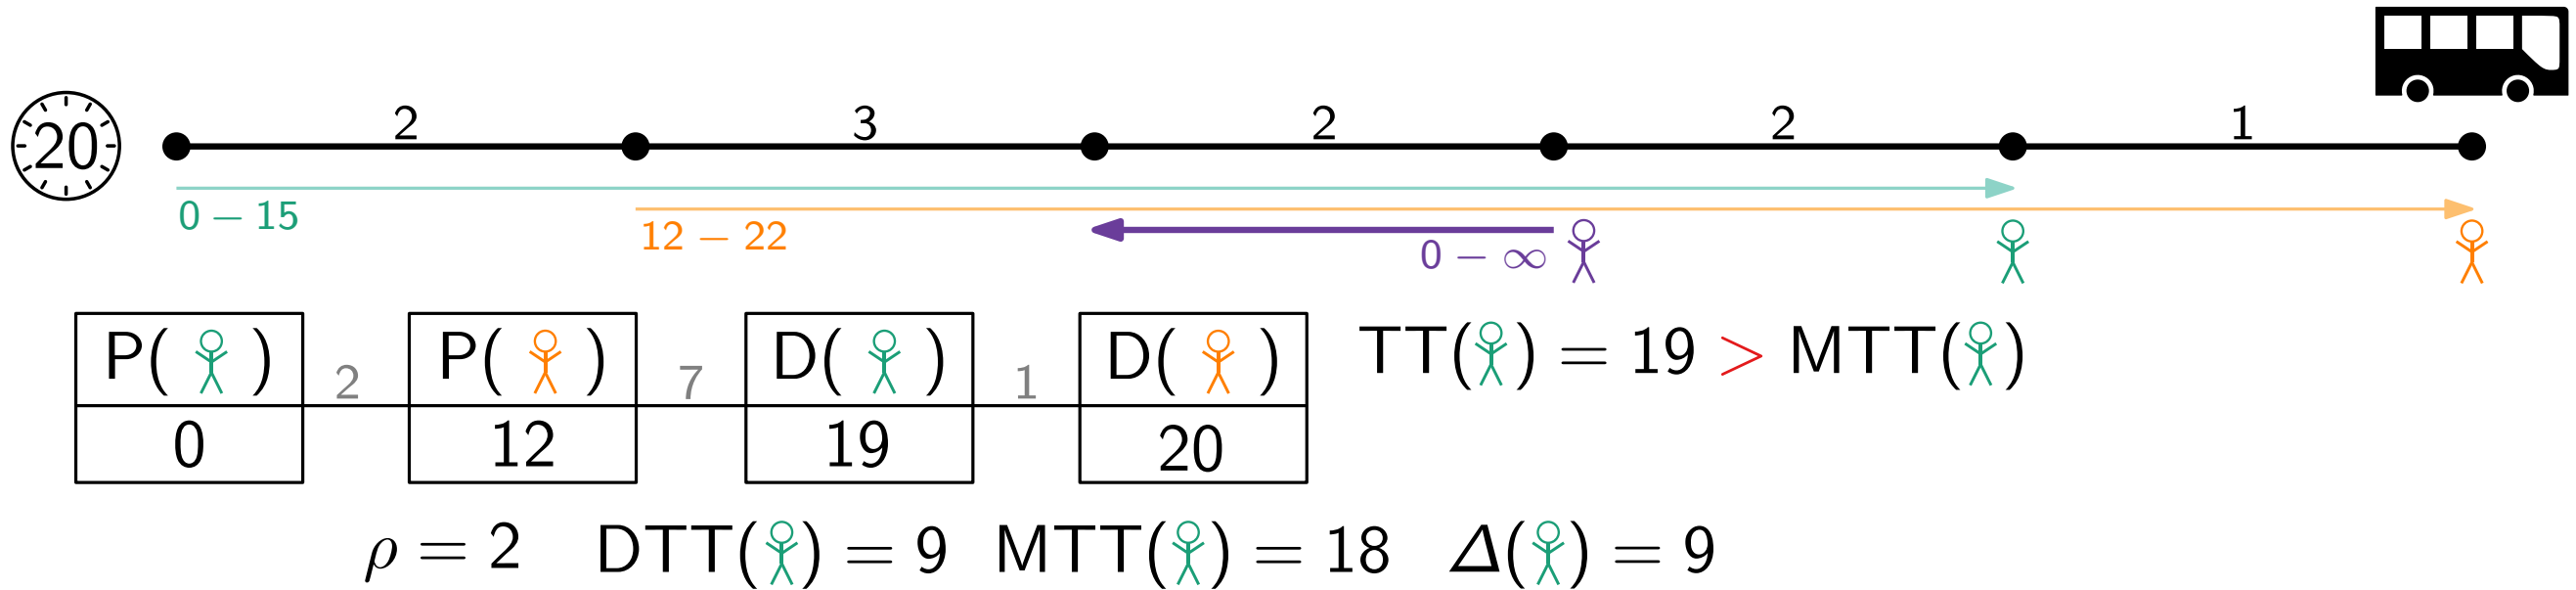 20
2 3 2 2 1
0 – 15
12 – 22
0 – ∞
P( ) 2 P( ) 7 D( ) 1 D( )
0 12 19 20
TT( ) = 19 > MTT( )
ρ = 2 DTT( ) = 9 MTT( ) = 18 Δ( ) = 9